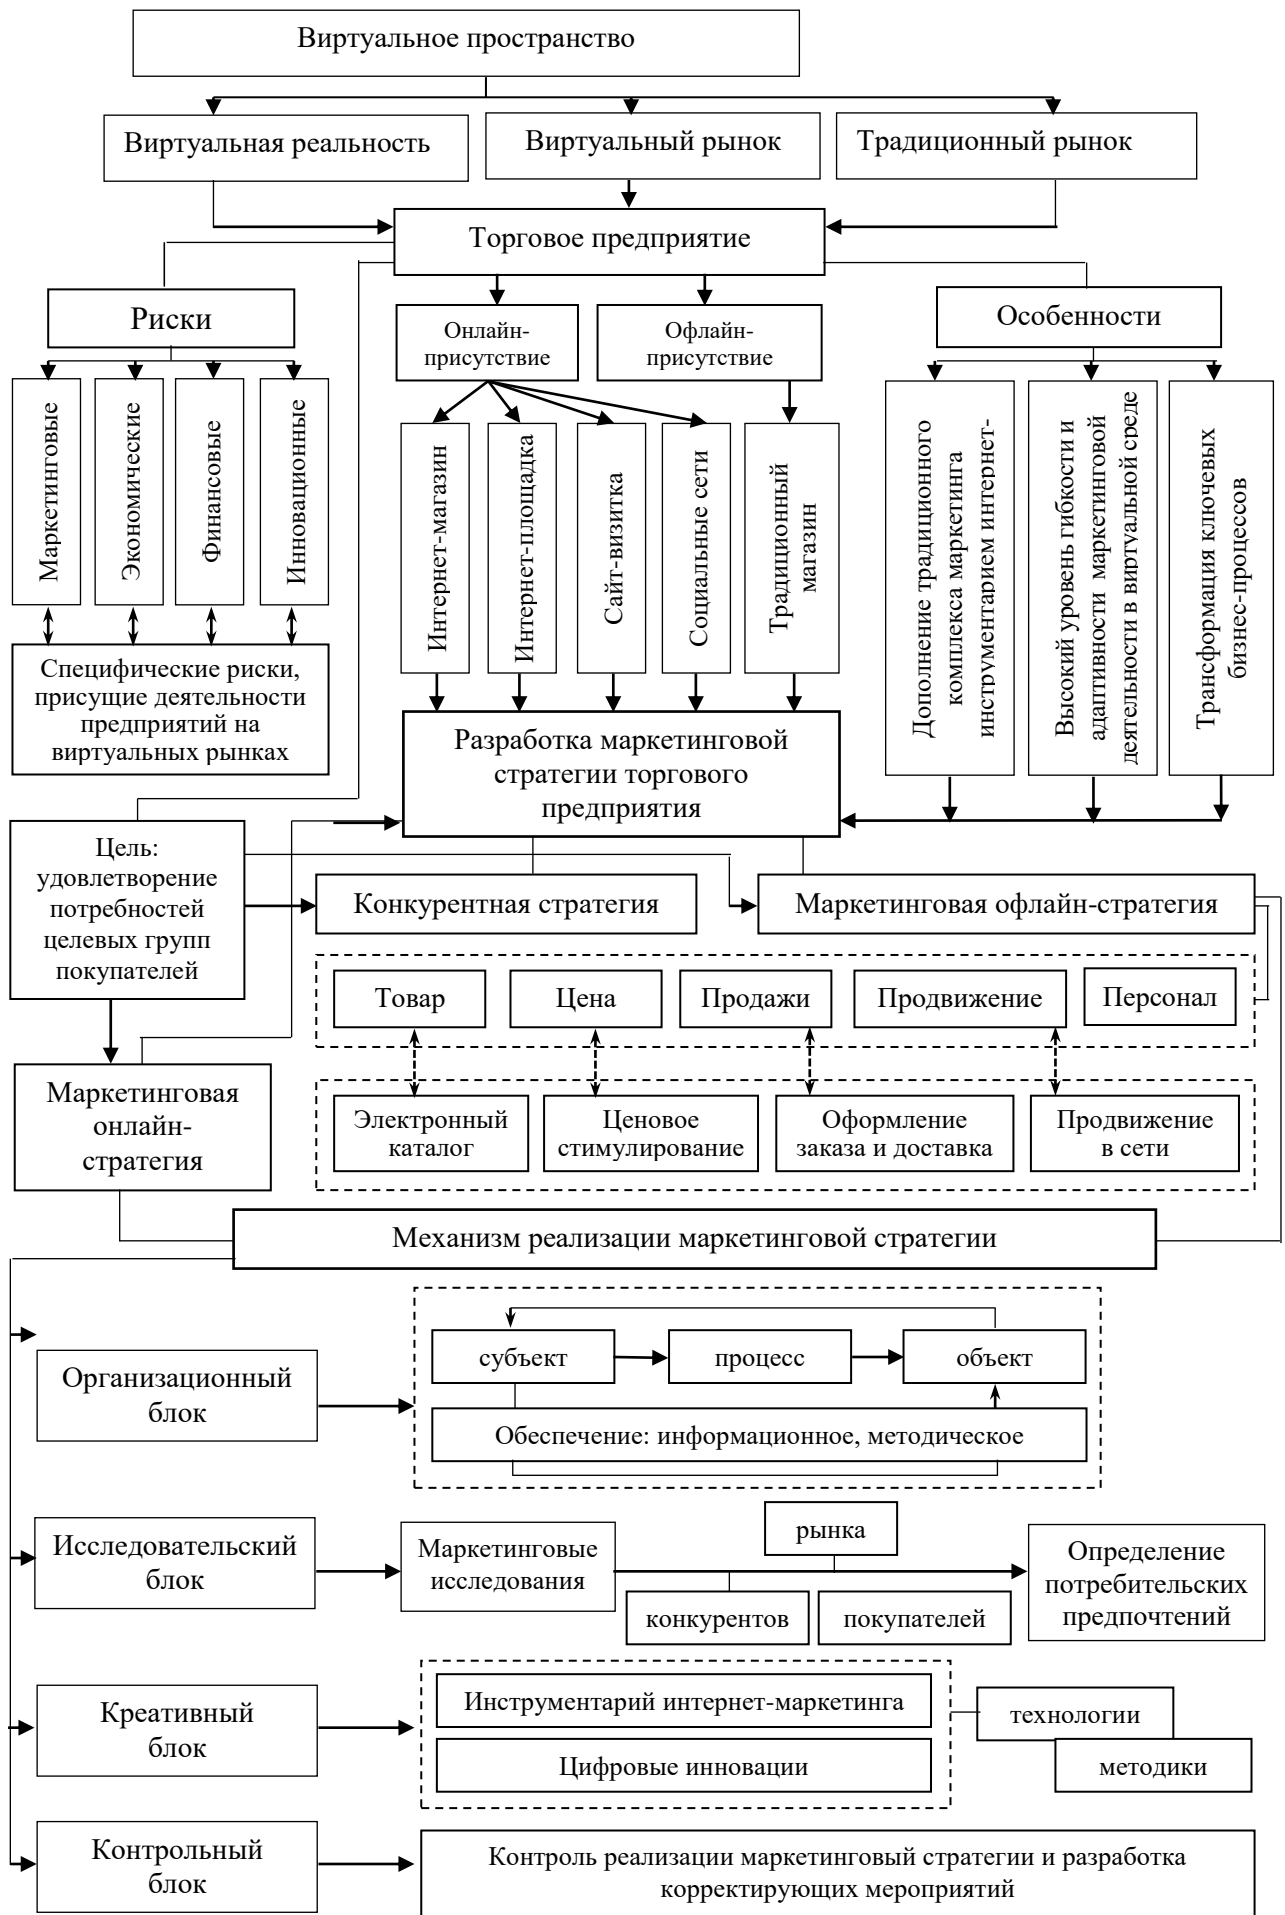 Виртуальное пространство
Виртуальная реальность
Виртуальный рынок
Традиционный рынок
Торговое предприятие
Риски
Онлайн-
присутствие
Офлайн-
присутствие
Особенности
Маркетинговые
Экономические
Финансовые
Инновационные
Интернет-магазин
Интернет-площадка
Сайт-визитка
Социальные сети
Традиционный
магазин
Дополнение традиционного
комплекса маркетинга
инструментарием интернет-
Высокий уровень гибкости и
адаптивности маркетинговой
деятельности в виртуальной среде
Трансформация ключевых
бизнес-процессов
Специфические риски,
присущие деятельности
предприятий на
виртуальных рынках
Разработка маркетинговой
стратегии торгового
предприятия
Цель:
удовлетворение
потребностей
целевых групп
покупателей
Конкурентная стратегия
Маркетинговая офлайн-стратегия
Товар
Цена
Продажи
Продвижение
Персонал
Маркетинговая
онлайн-
стратегия
Электронный
каталог
Ценовое
стимулирование
Оформление
заказа и доставка
Продвижение
в сети
Механизм реализации маркетинговой стратегии
Организационный
блок
субъект
процесс
объект
Обеспечение: информационное, методическое
Исследовательский
блок
Маркетинговые
исследования
рынка
конкурентов
покупателей
Определение
потребительских
предпочтений
Креативный
блок
Инструментарий интернет-маркетинга
Цифровые инновации
технологии
методики
Контрольный
блок
Контроль реализации маркетинговый стратегии и разработка
корректирующих мероприятий